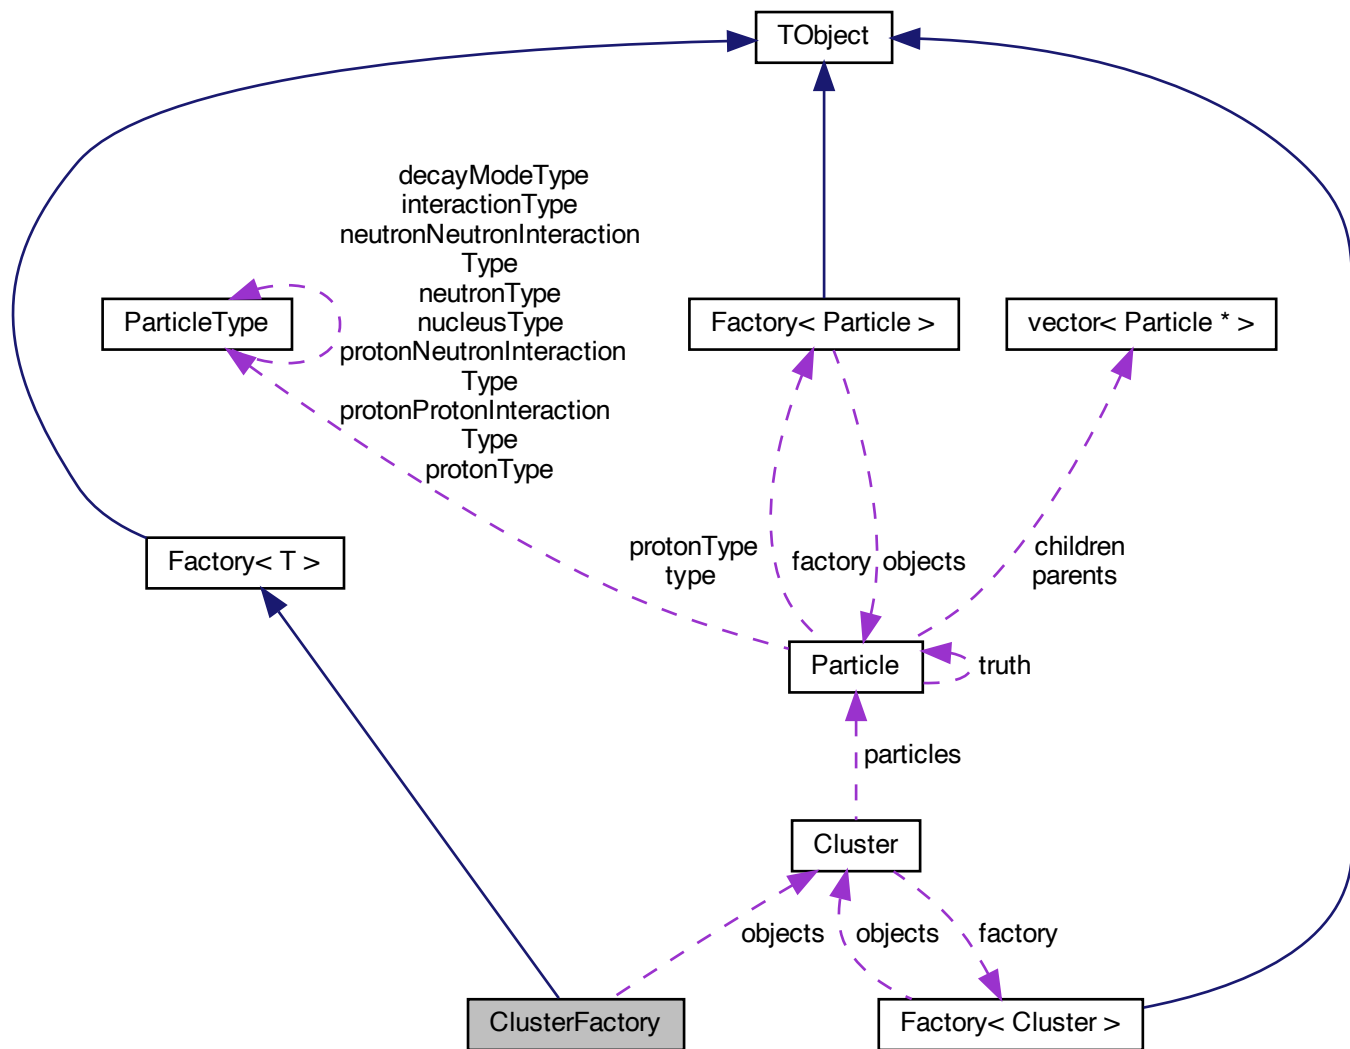 TObject
decayModeType
interactionType
neutronNeutronInteraction
Type
neutronType
nucleusType
protonNeutronInteraction
Type
protonProtonInteraction
Type
protonType
ParticleType
Factory< Particle >
vector< Particle * >
Factory< T >
protonType
type
factory
objects
children
parents
Particle
truth
particles
Cluster
objects
objects
factory
ClusterFactory
Factory< Cluster >